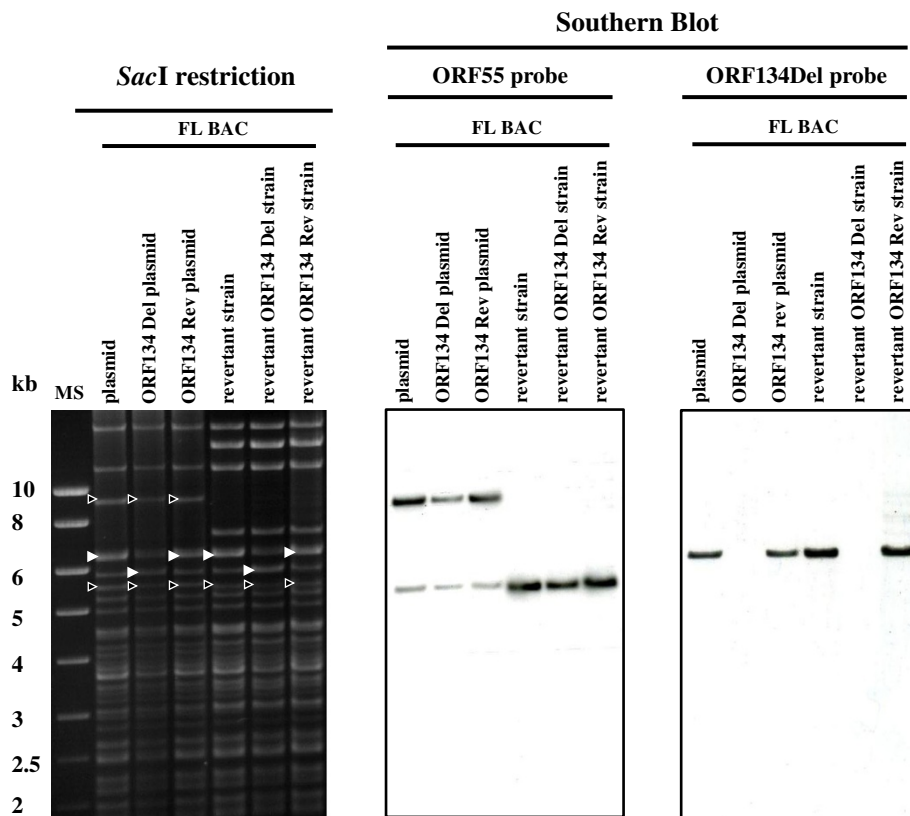 Southern Blot
SacI restriction
ORF55 probe
ORF134Del probe
FL BAC
FL BAC
FL BAC
kb
MS
plasmid
ORF134 Del plasmid
ORF134 Rev plasmid
revertant strain
revertant ORF134 Del strain
revertant ORF134 Rev strain
plasmid
ORF134 Del plasmid
ORF134 Rev plasmid
revertant strain
revertant ORF134 Del strain
revertant ORF134 Rev strain
plasmid
ORF134 Del plasmid
ORF134 rev plasmid
revertant strain
revertant ORF134 Del strain
revertant ORF134 Rev strain
10
8
6
5
4
3
2.5
2